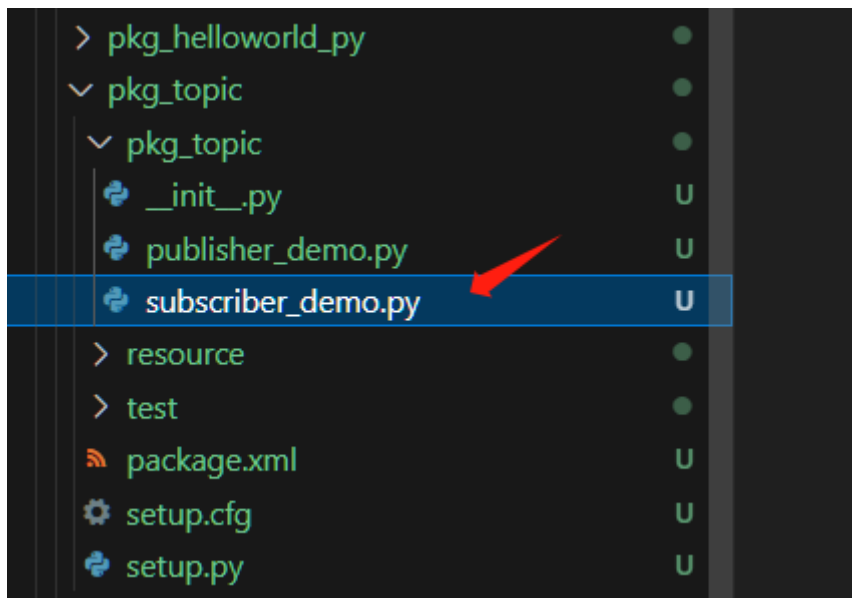 pkg_helloworld_py
pkg_topic
pkg_topic
__init__.py U
publisher_demo.py U
subscriber_demo.py U
resource
test
package.xml U
setup.cfg U
setup.py U